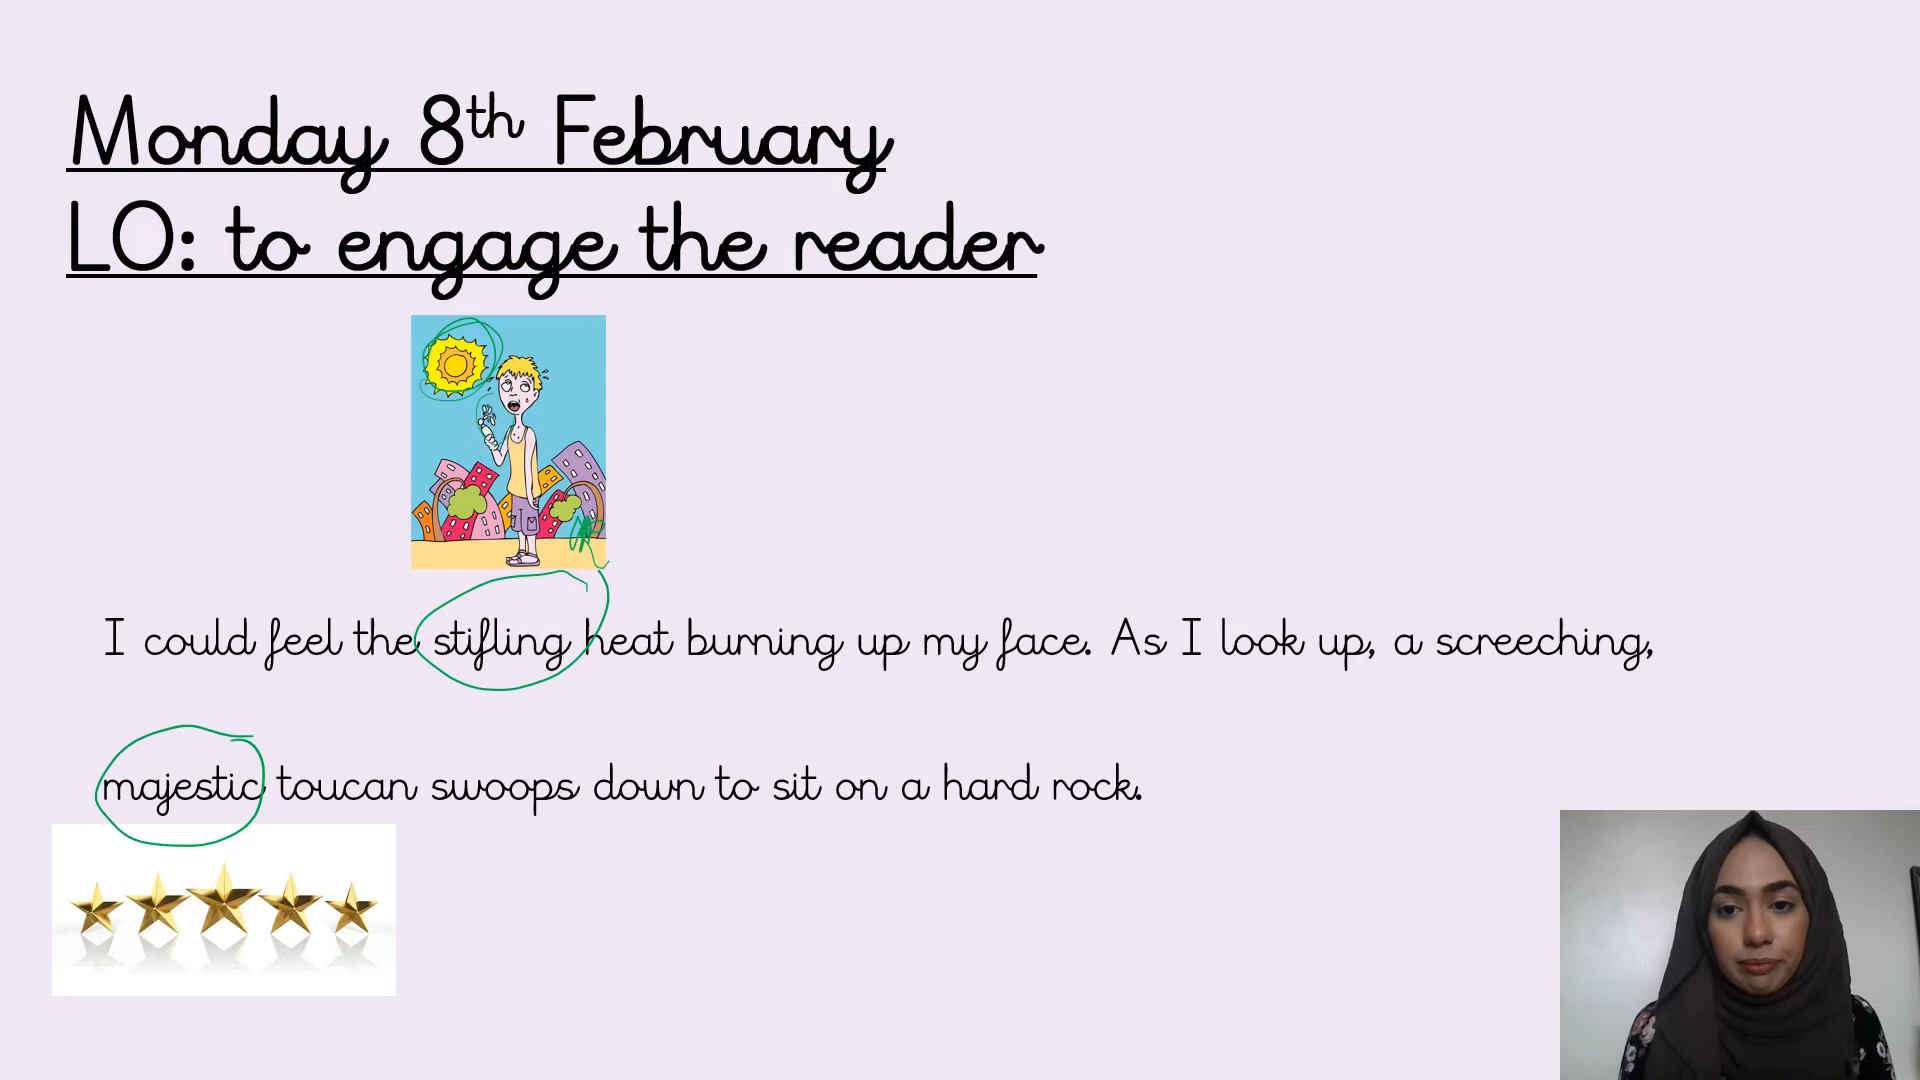 Monday 8th February
LO: to engage the reader
I could feel the stifling heat burning up my face. As I look up, a screeching,
majestic toucan swoops down to sit on a hard rock.